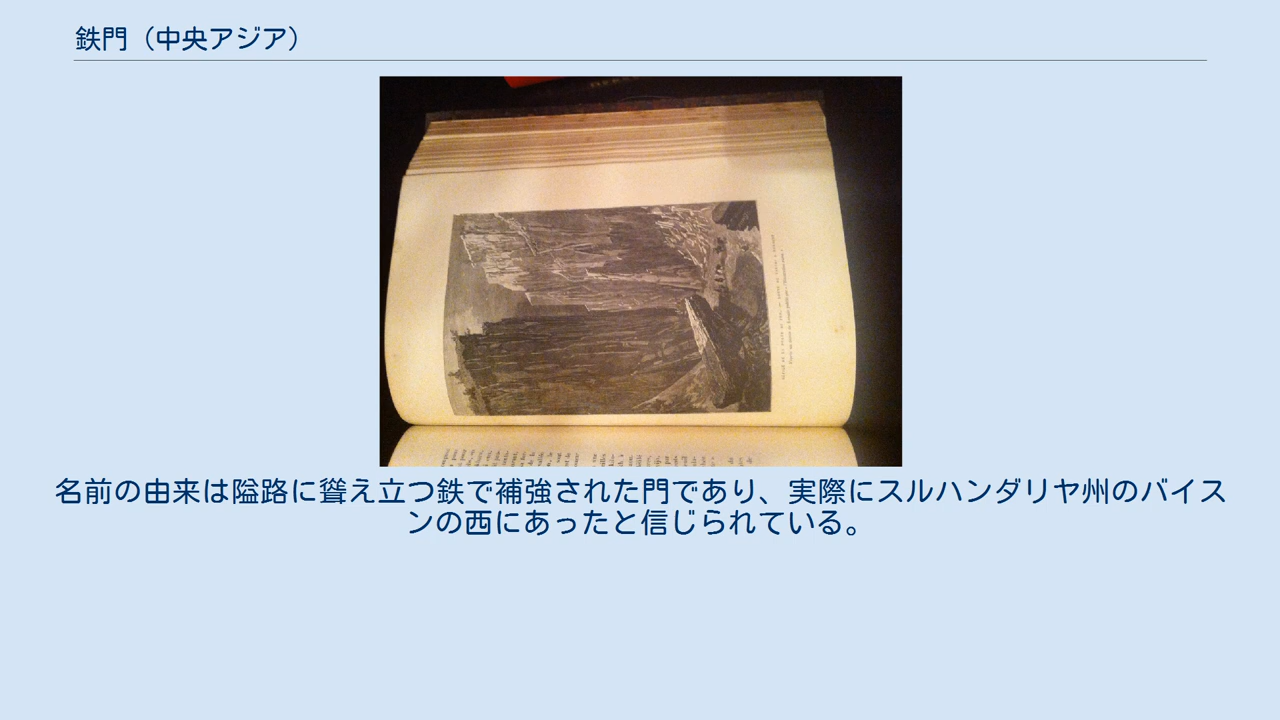 鉄門（中央アジア）
名前の由来は隘路に聳え立つ鉄で補強された門であり、実際にスルハンダリヤ州のバイス
ンの西にあったと信じられている。